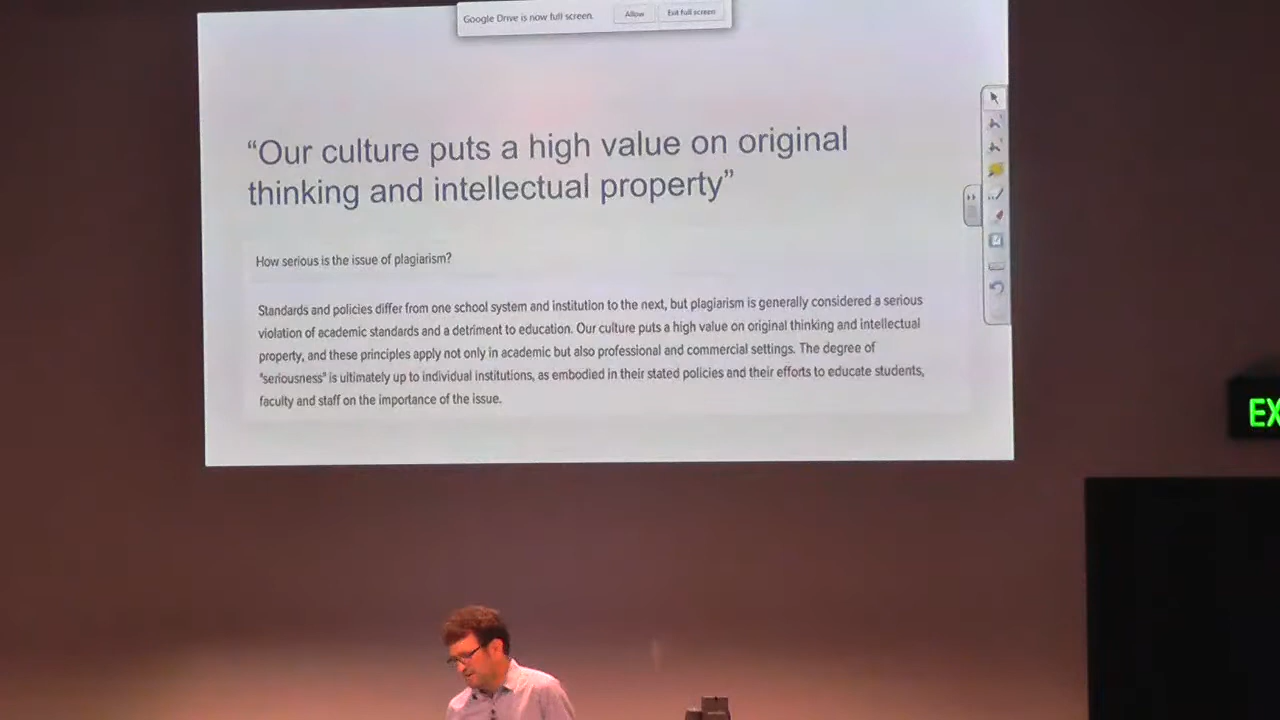 Google Drive is now full screen. Allow Exit full screen
“Our culture puts a high value on original
thinking and intellectual property”
How serious is the issue of plagiarism?
Standards and policies differ from one school system and institution to the next, but plagiarism is generally considered a serious
violation of academic standards and a detriment to education. Our culture puts a high value on original thinking and intellectual
property, and these principles apply not only in academic but also professional and commercial settings. The degree of
"seriousness" is ultimately up to individual institutions, as embodied in their stated policies and their efforts to educate students,
faculty and staff on the importance of the issue.
EX